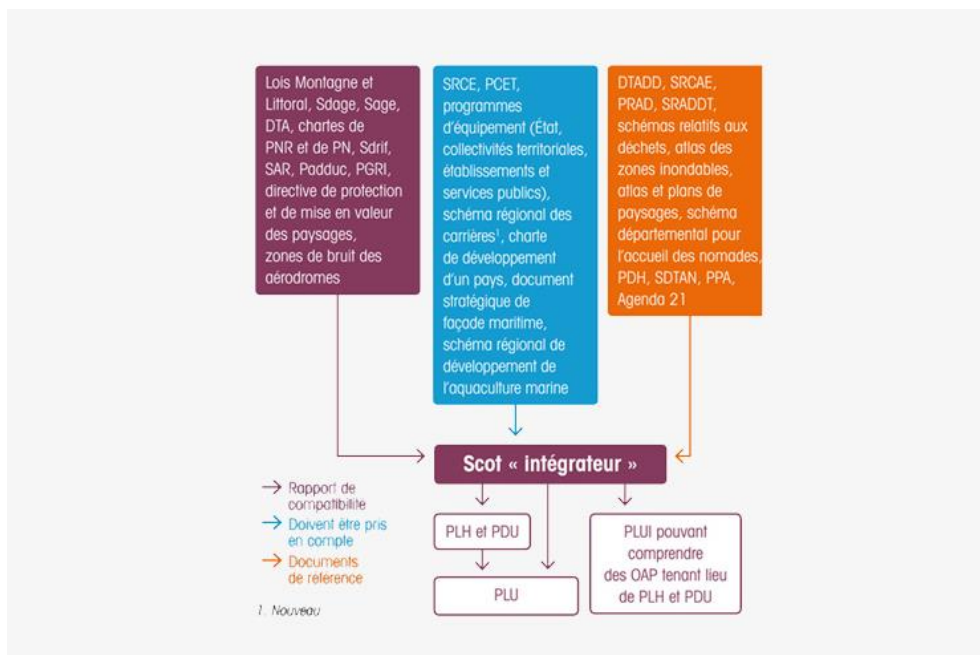 Lois Montagne et
Littoral, Sdage, Sage,
DTA, chartes de
PNR et de PN, Sdrif,
SAR, Padduc, PGRI,
directive de protection
et de mise en valeur
des paysages,
zones de bruit des
aérodromes
SRCE, PCET,
programmes
d'équipement (État,
collectivités territoriales,
établissements et
services publics),
schéma régional des
carrières¹, charte
de développement
d'un pays, document
stratégique de
façade maritime,
schéma régional de
développement de
l'aquaculture marine
DTADD, SRCAE,
PRAD, SRADDT,
schémas relatifs aux
déchets, atlas des
zones inondables,
atlas et plans de
paysages, schéma
départemental pour
l'accueil des nomades,
PDH, SDTAN, PPA,
Agenda 21
Scot « intégrateur »
→ Rapport de
compatibilité
→ Doivent être pris
en compte
→ Documents
de référence
1. Nouveau
PLH et PDU
PLU
PLUI pouvant
comprendre
des OAP tenant lieu
de PLH et PDU